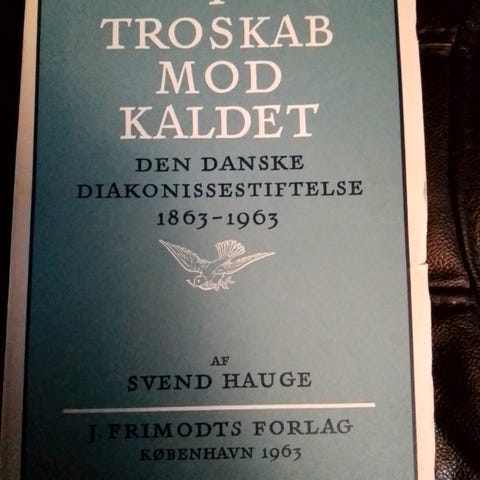 I
TROSKAB
MOD
KALDET
DEN DANSKE
DIAKONISSESTIFTELSE
1863-1963
AF
SVEND HAUGE
J. FRIMODTS FORLAG
KØBENHAVN 1963